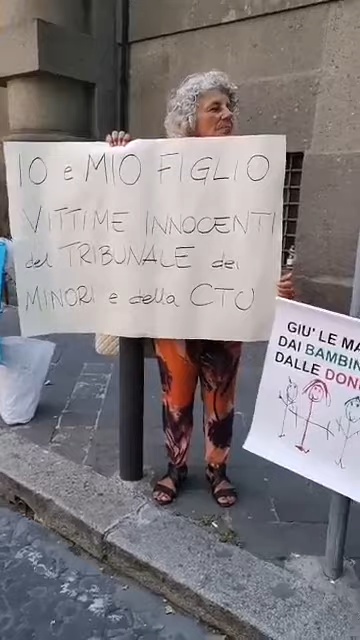 IO e MIO FIGLIO
VITTIME INNOCENTI
del TRIBUNALE dei
MINORI e della CTU
GIU' LE MA
DAI BAMBIN
DALLE DON